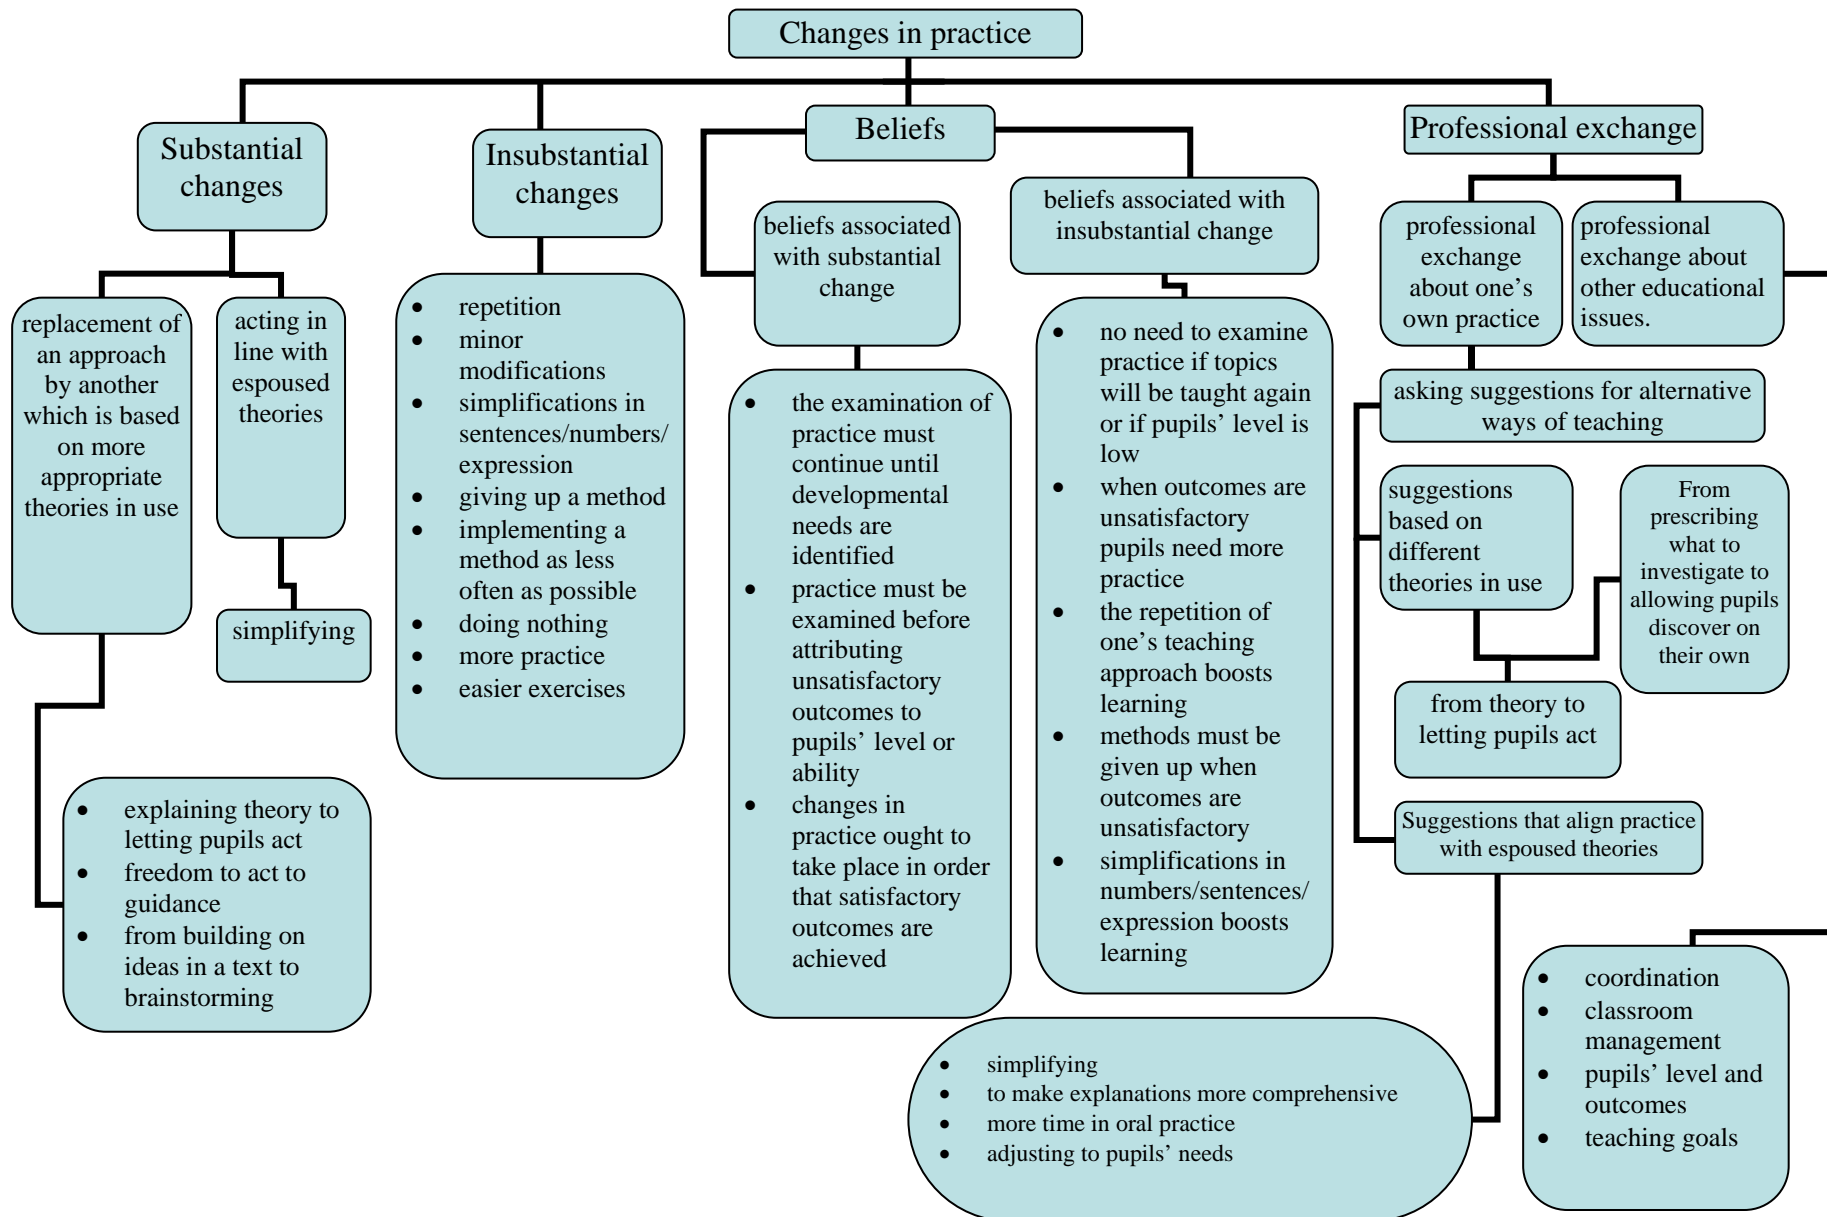 Changes in practice
Substantial
changes
Insubstantial
changes
Beliefs
Professional exchange
replacement of
an approach
by another
which is based
on more
appropriate
theories in use
acting in
line with
espoused
theories
simplifying
• explaining theory to
letting pupils act
• freedom to act to
guidance
• from building on
ideas in a text to
brainstorming
• repetition
• minor
modifications
• simplifications in
sentences/numbers/
expression
• giving up a method
• implementing a
method as less
often as possible
• doing nothing
• more practice
• easier exercises
beliefs associated
with substantial
change
• the examination of
practice must
continue until
developmental
needs are
identified
• practice must be
examined before
attributing
unsatisfactory
outcomes to
pupils’ level or
ability
• changes in
practice ought to
take place in order
that satisfactory
outcomes are
achieved
beliefs associated with
insubstantial change
• no need to examine
practice if topics
will be taught again
or if pupils’ level is
low
• when outcomes are
unsatisfactory
pupils need more
practice
• the repetition of
one’s teaching
approach boosts
learning
• methods must be
given up when
outcomes are
unsatisfactory
• simplifications in
numbers/sentences/
expression boosts
learning
professional
exchange
about one’s
own practice
professional
exchange about
other educational
issues.
asking suggestions for alternative
ways of teaching
suggestions
based on
different
theories in use
From
prescribing
what to
investigate to
allowing pupils
discover on
their own
from theory to
letting pupils act
Suggestions that align practice
with espoused theories
• simplifying
• to make explanations more comprehensive
• more time in oral practice
• adjusting to pupils’ needs
• coordination
• classroom
management
• pupils’ level and
outcomes
• teaching goals